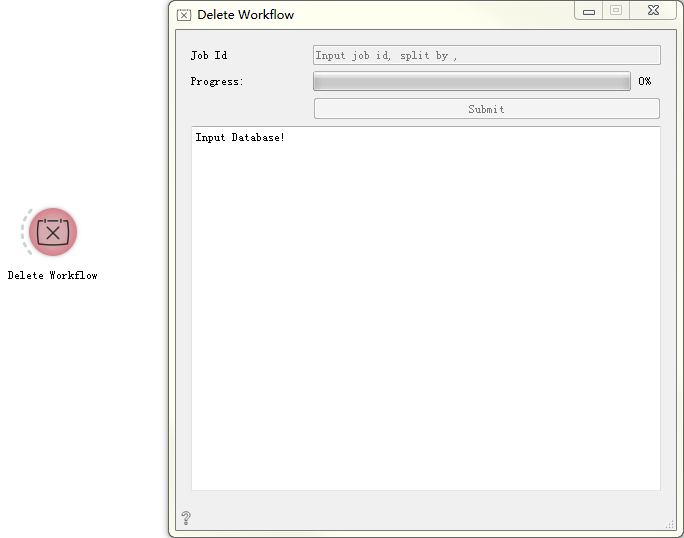 Delete Workflow
Job Id
Input job id, split by ,
Progress:
0%
Submit
Input Database!
Delete Workflow
?